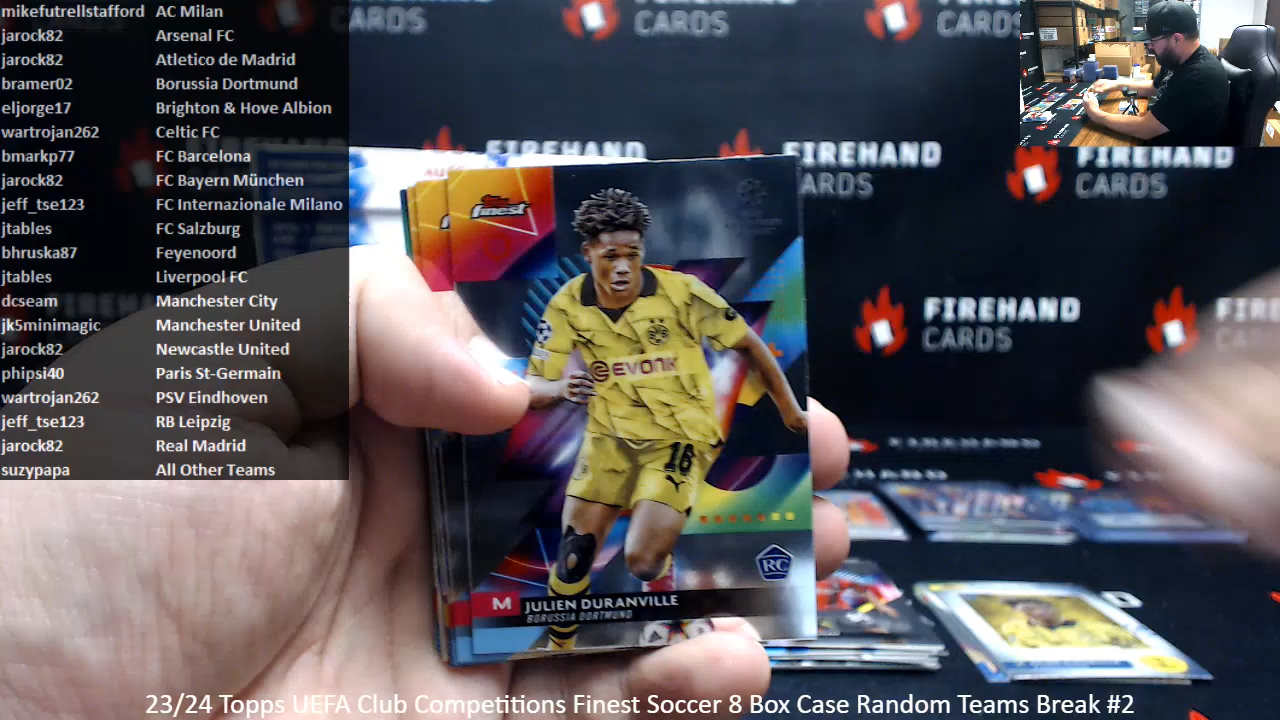 mikefutrellstafford AC Milan
jarock82 Arsenal FC
jarock82 Atletico de Madrid
bramer02 Borussia Dortmund
eljorge17 Brighton & Hove Albion
wartrojan262 Celtic FC
bmarkp77 FC Barcelona
jarock82 FC Bayern München
jeff_tse123 FC Internazionale Milano
jtables FC Salzburg
bhruska87 Feyenoord
jtables Liverpool FC
dcseam Manchester City
jk5minimagic Manchester United
jarock82 Newcastle United
phipsi40 Paris St-Germain
wartrojan262 PSV Eindhoven
jeff_tse123 RB Leipzig
jarock82 Real Madrid
suzypapa All Other Teams
CARDS
CARDS
CARDS
FIREHAND
CARDS
FIREHAND
CARDS
FIREHAND
CARDS
Topps
finest
EVONIK
16
RC
M JULIEN DURANVILLE
BORUSSIA DORTMUND
23/24 Topps UEFA Club Competitions Finest Soccer 8 Box Case Random Teams Break #2